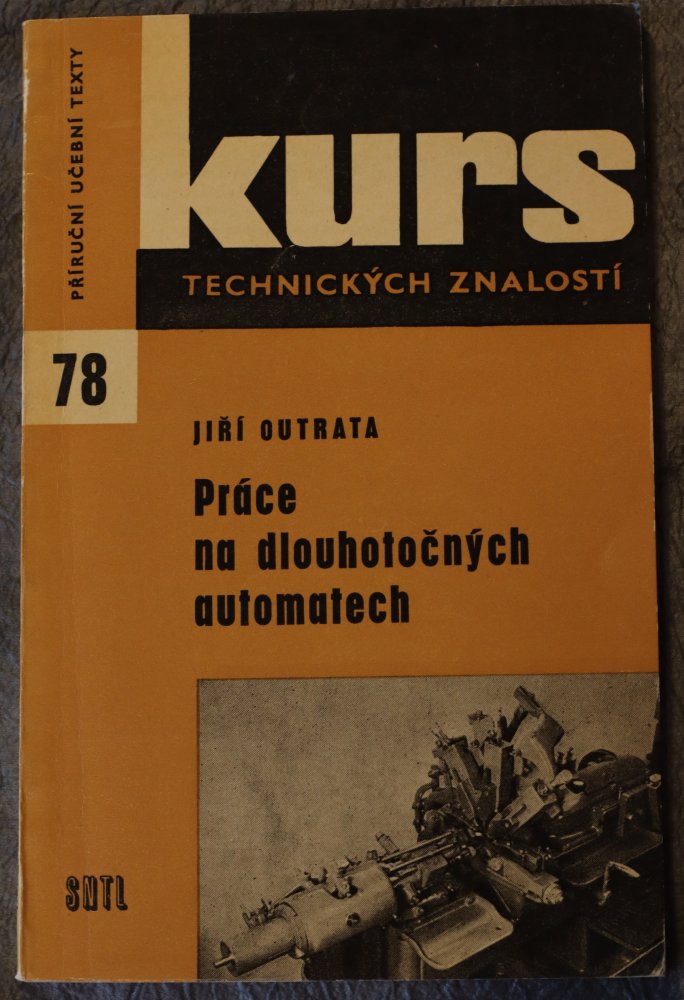 PŘÍRUČNÍ UČEBNÍ TEXTY
kurs
TECHNICKÝCH ZNALOSTÍ
78
JIŘÍ OUTRATA
Práce
na dlouhotočných
automatech
SNTL